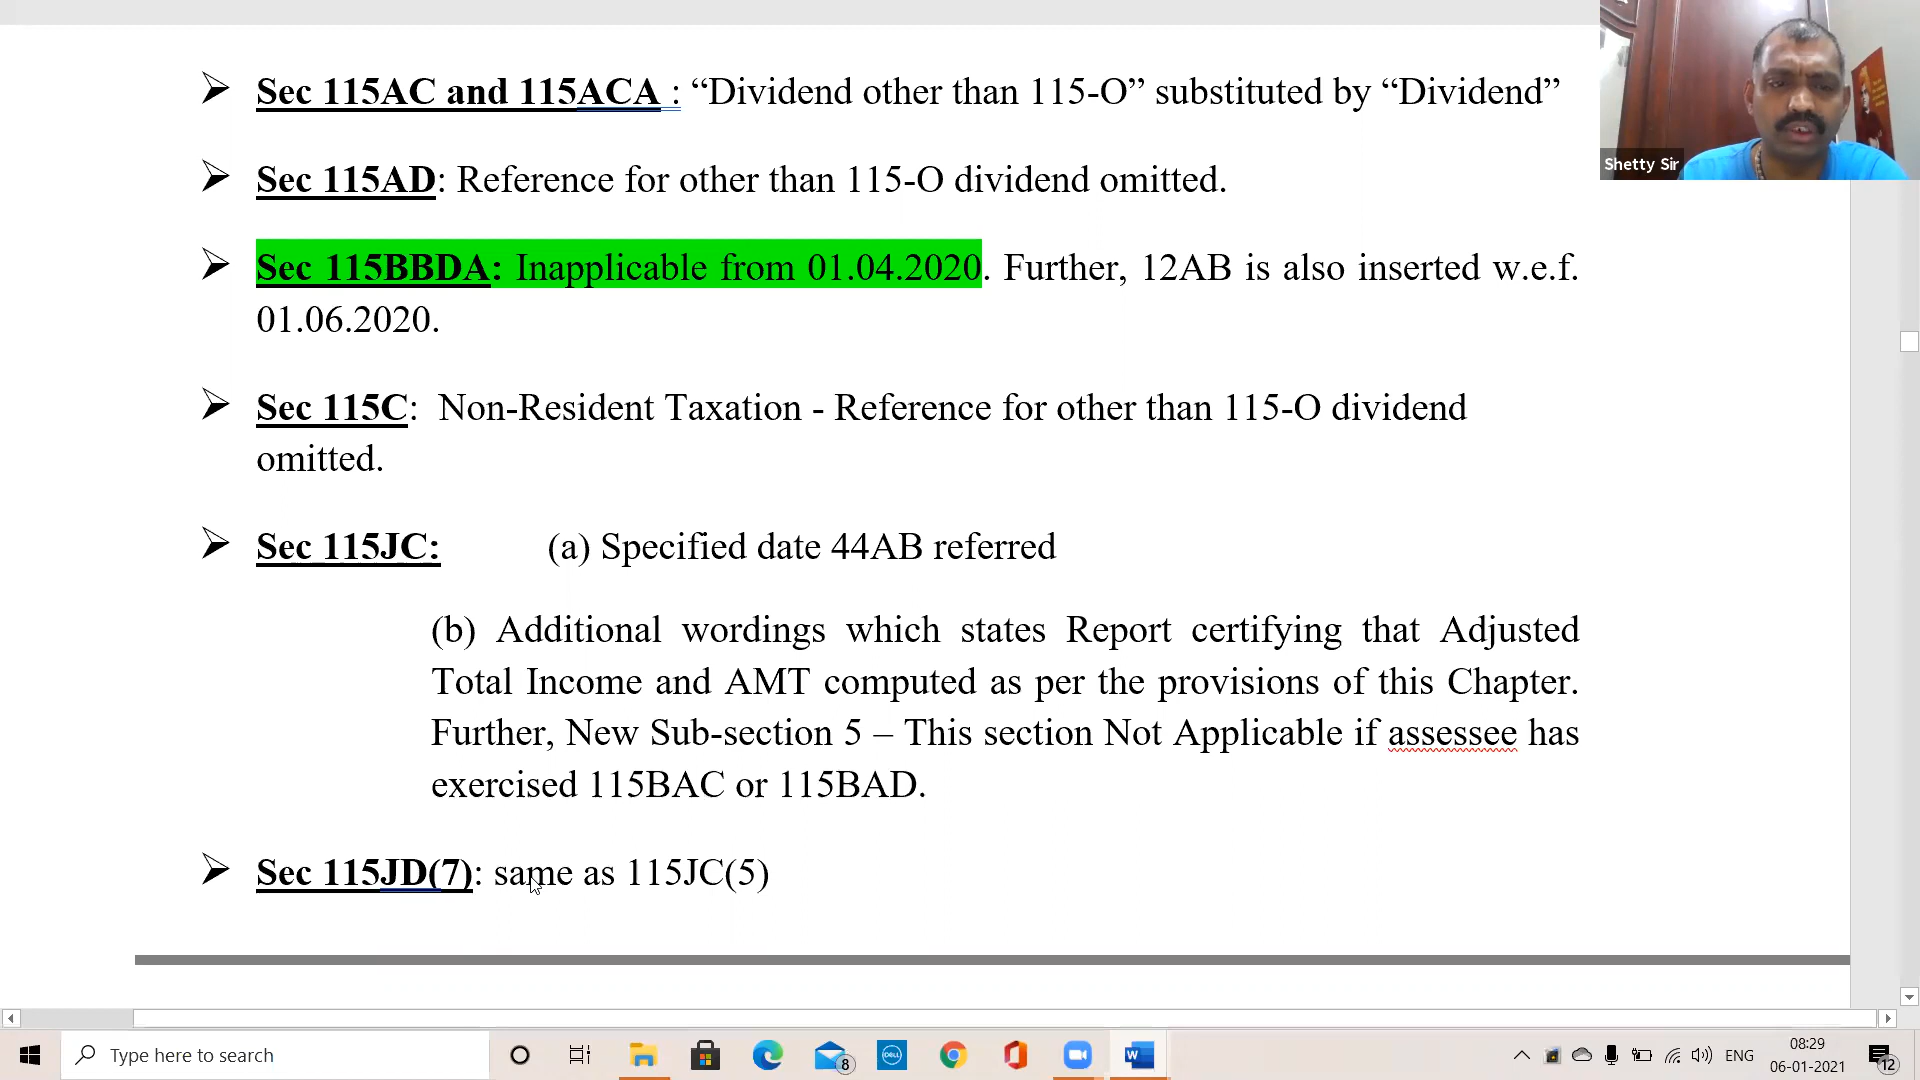 Sec 115AC and 115ACA : “Dividend other than 115-O” substituted by “Dividend”
Shetty Sir
Sec 115AD: Reference for other than 115-O dividend omitted.
Sec 115BBDA: Inapplicable from 01.04.2020. Further, 12AB is also inserted w.e.f.
01.06.2020.
Sec 115C: Non-Resident Taxation - Reference for other than 115-O dividend
omitted.
Sec 115JC: (a) Specified date 44AB referred
(b) Additional wordings which states Report certifying that Adjusted
Total Income and AMT computed as per the provisions of this Chapter.
Further, New Sub-section 5 – This section Not Applicable if assessee has
exercised 115BAC or 115BAD.
Sec 115JD(7): same as 115JC(5)
Type here to search
8
DELL
W
ENG
08:29
06-01-2021
12